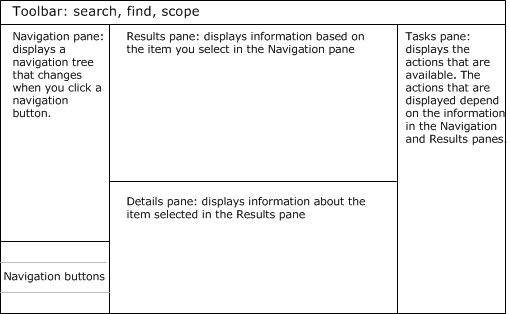 Toolbar: search, find, scope
Navigation pane:
displays a
navigation tree
that changes
when you click a
navigation
button.
Results pane: displays information based on
the item you select in the Navigation pane
Tasks pane:
displays the
actions that are
available. The
actions that are
displayed depend
on the information
in the Navigation
and Results panes.
Details pane: displays information about the
item selected in the Results pane
Navigation buttons